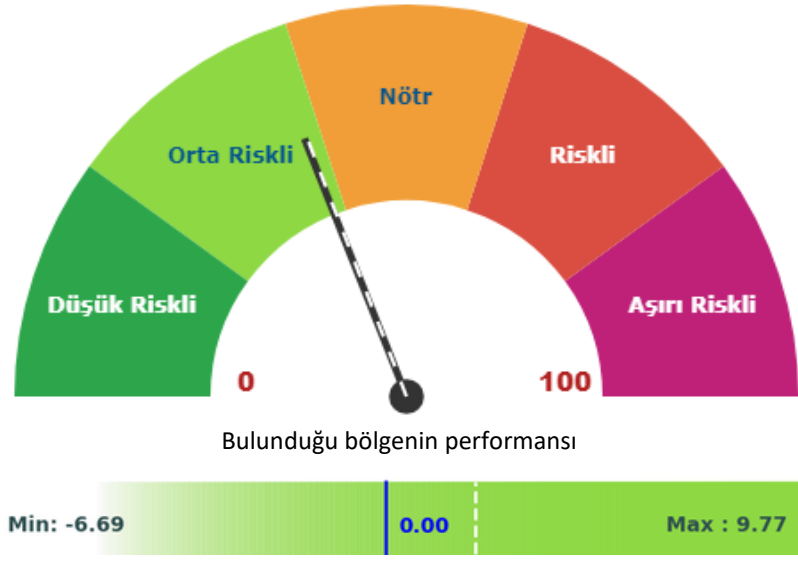 Nötr
Orta Riskli
Riskli
Düşük Riskli
Aşırı Riskli
0
100
Bulunduğu bölgenin performansı
Min: -6.69
0.00
Max : 9.77